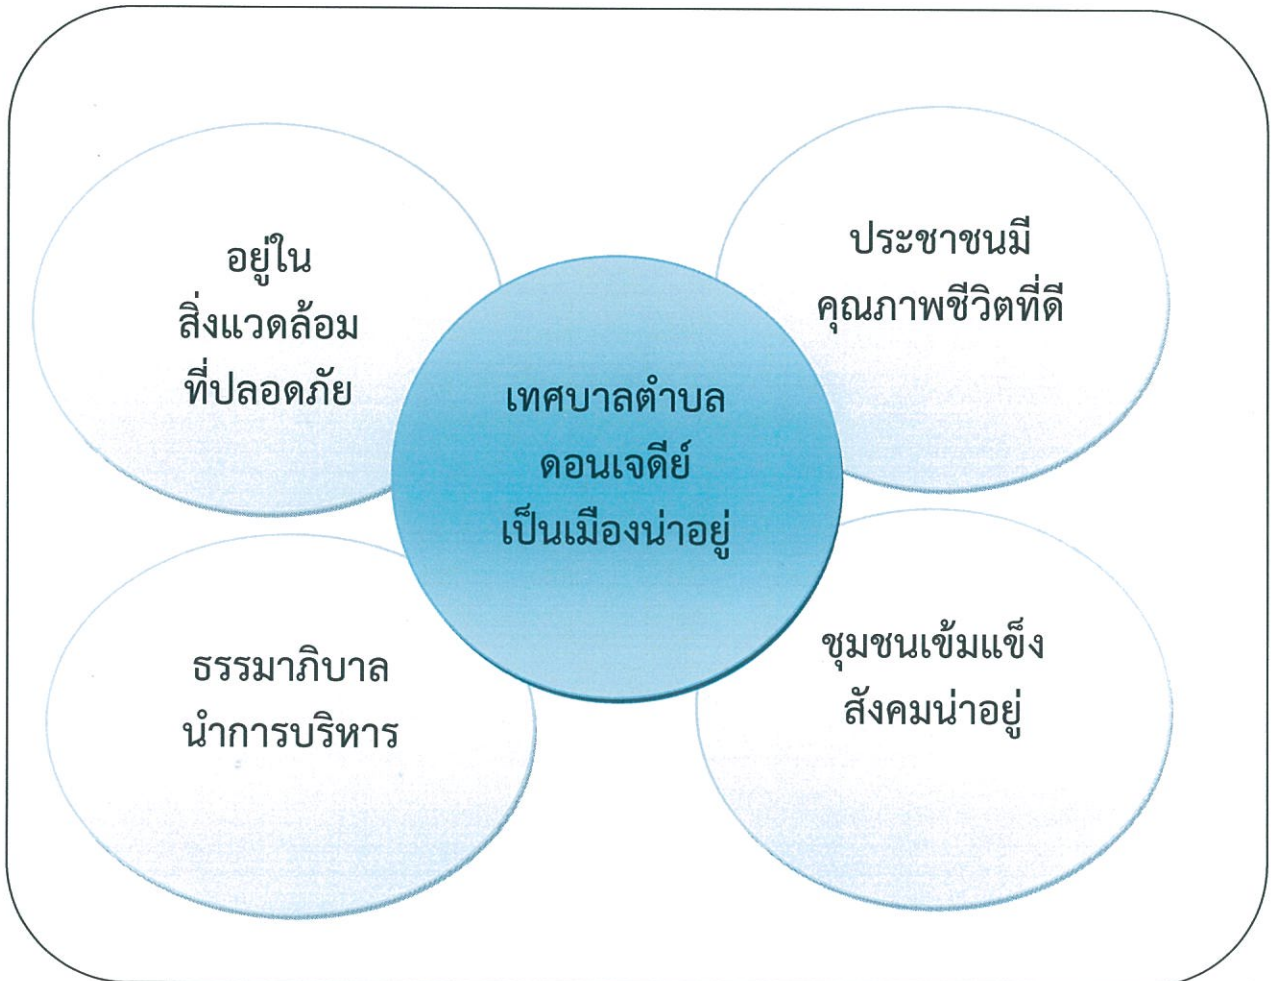 อยู่ใน
สิ่งแวดล้อม
ที่ปลอดภัย
ประชาชนมี
คุณภาพชีวิตที่ดี
เทศบาลตำบล
ดอนเจดีย์
เป็นเมืองน่าอยู่
ธรรมาภิบาล
นำการบริหาร
ชุมชนเข้มแข็ง
สังคมน่าอยู่